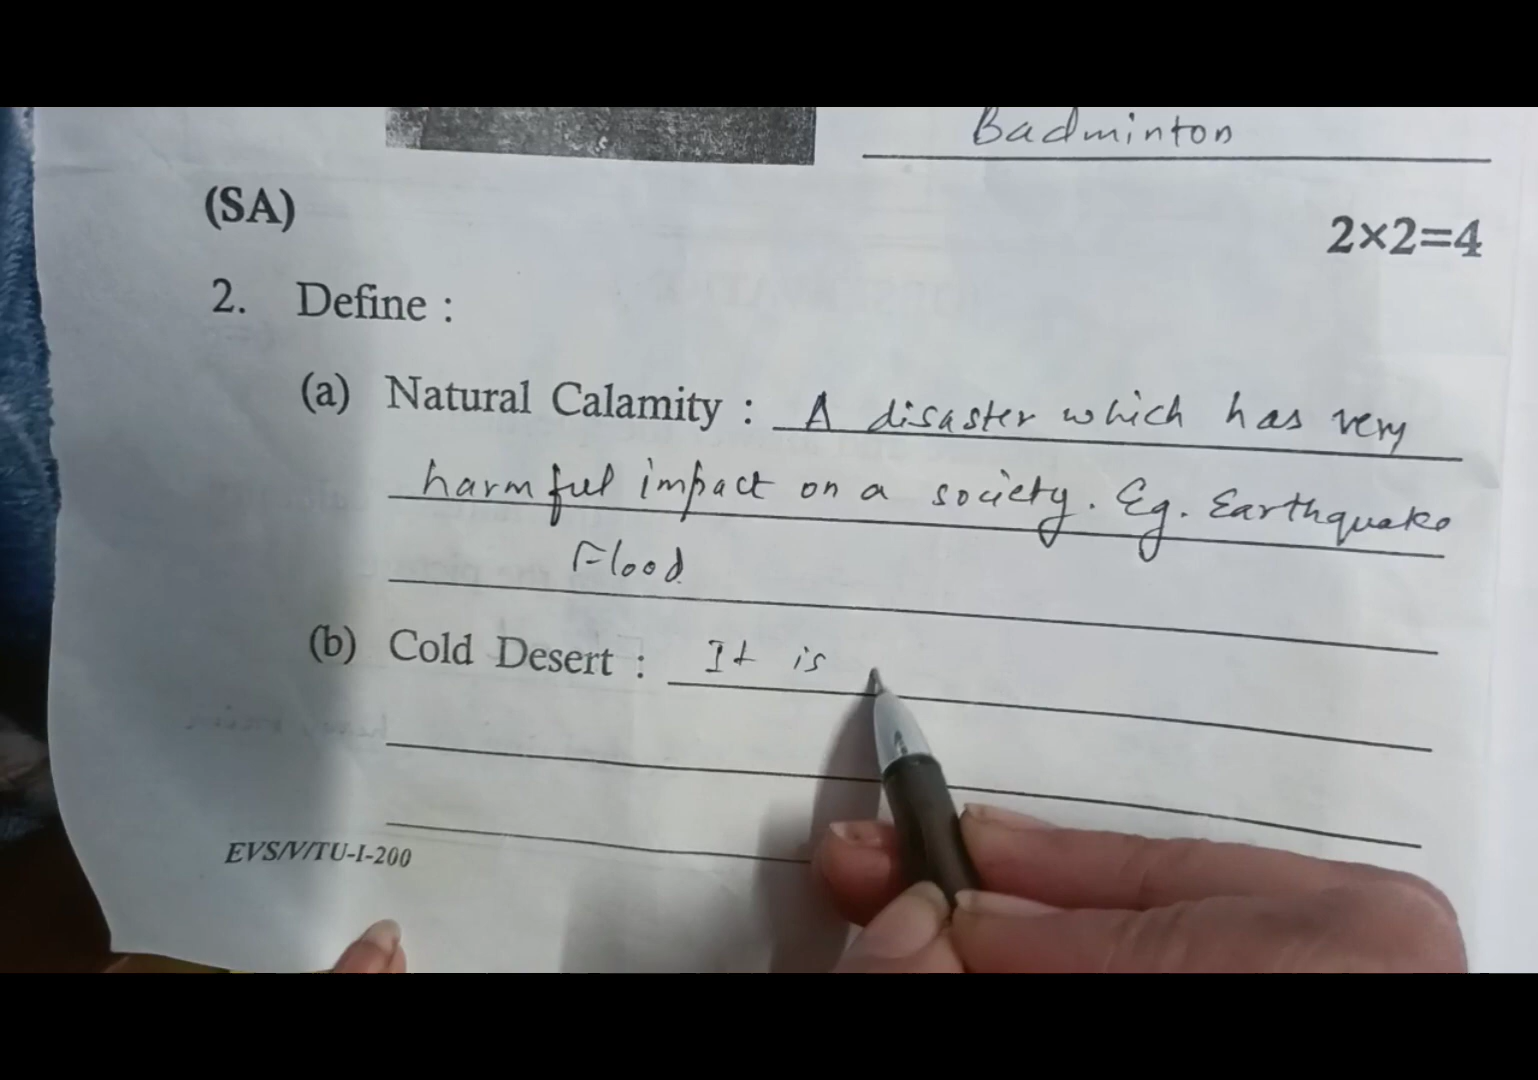 Badminton
(SA)
2×2=4
2. Define :
(a) Natural Calamity : A disaster which has very
harmful impact on a society. Eg. Earthquake
Flood
(b) Cold Desert : It is
EVS/V/TU-I-200